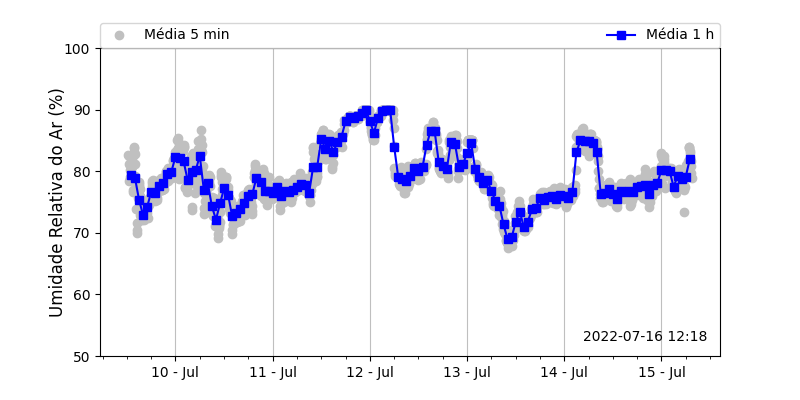 Média 5 min
Média 1 h
Umidade Relativa do Ar (%)
100
90
80
70
60
50
2022-07-16 12:18
10 - Jul
11 - Jul
12 - Jul
13 - Jul
14 - Jul
15 - Jul